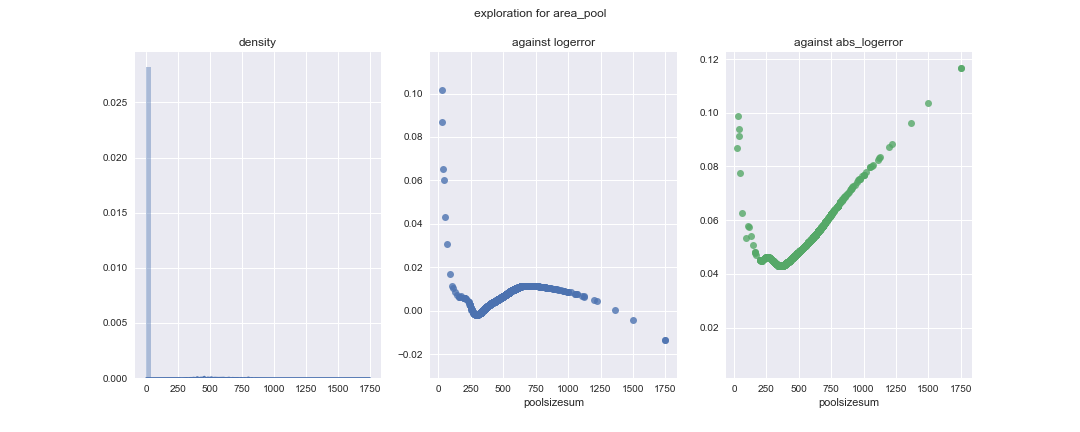 exploration for area_pool
density
against logerror
against abs_logerror
0.025
0.020
0.015
0.010
0.005
0.000
0 250 500 750 1000 1250 1500 1750
0.10
0.08
0.06
0.04
0.02
0.00
−0.02
0 250 500 750 1000 1250 1500 1750
poolsizesum
0.12
0.10
0.08
0.06
0.04
0.02
0 250 500 750 1000 1250 1500 1750
poolsizesum